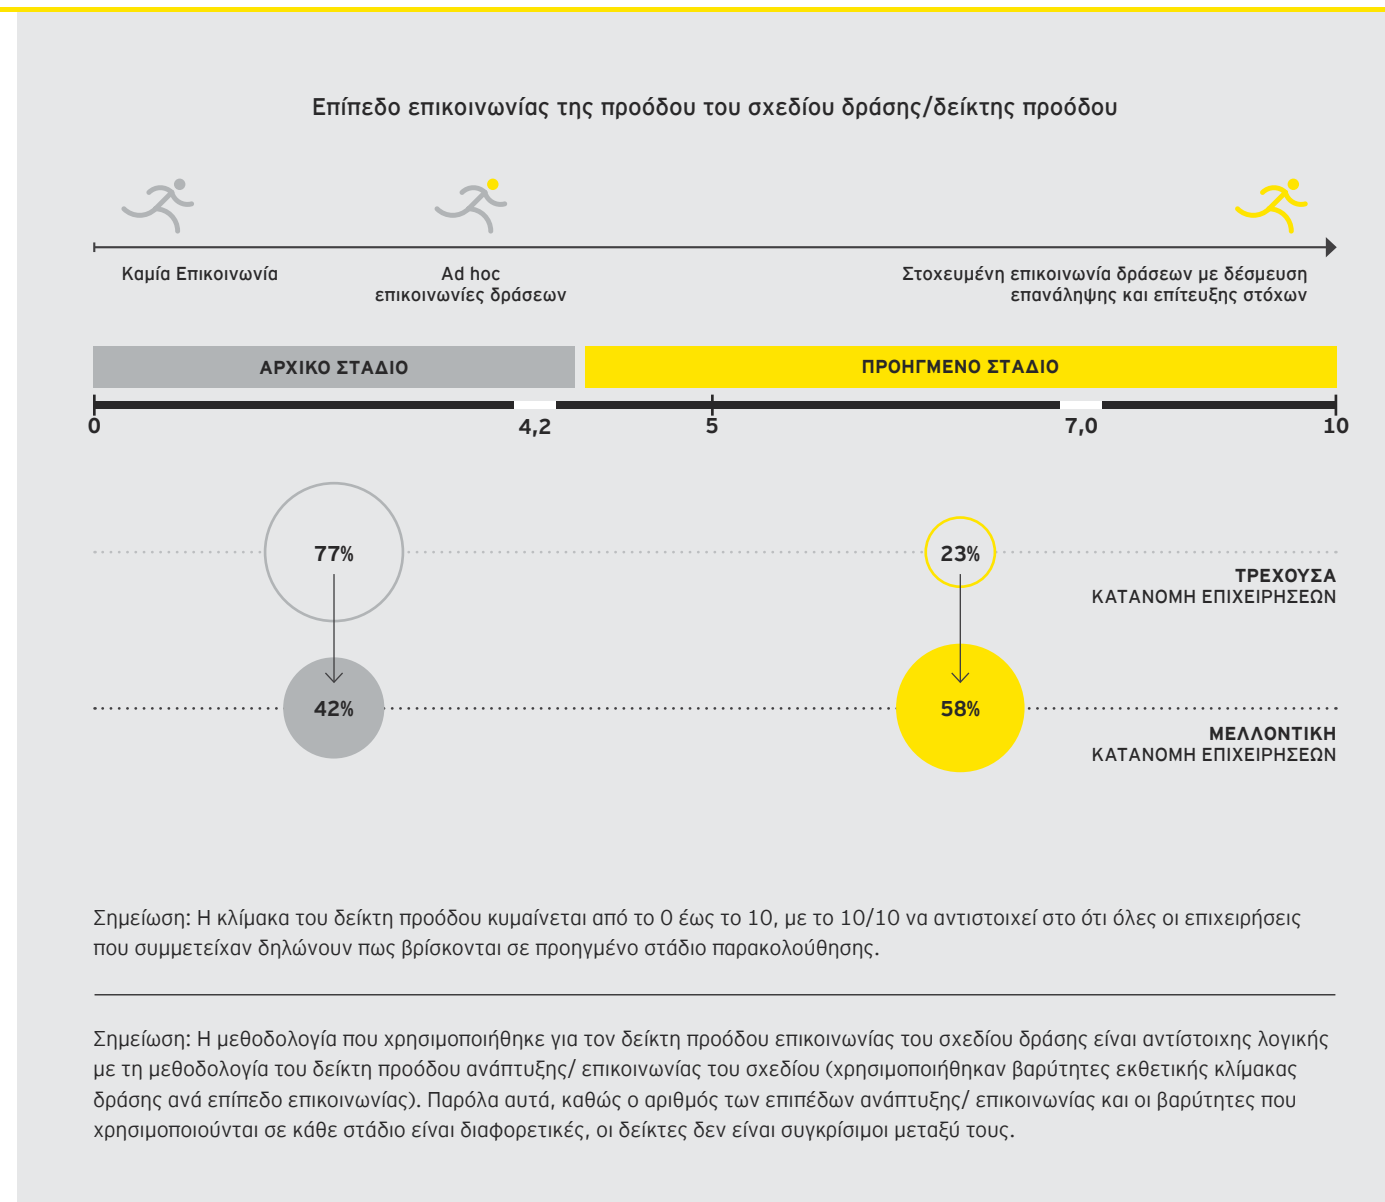 Επίπεδο επικοινωνίας της προόδου του σχεδίου δράσης/δείκτης προόδου
Καμία Επικοινωνία
Ad hoc
επικοινωνίες δράσεων
Στοχευμένη επικοινωνία δράσεων με δέσμευση
επανάληψης και επίτευξης στόχων
ΑΡΧΙΚΟ ΣΤΑΔΙΟ
ΠΡΟΗΓΜΕΝΟ ΣΤΑΔΙΟ
0
4,2
5
7,0
10
77%
23%
ΤΡΕΧΟΥΣΑ
ΚΑΤΑΝΟΜΗ ΕΠΙΧΕΙΡΗΣΕΩΝ
42%
58%
ΜΕΛΛΟΝΤΙΚΗ
ΚΑΤΑΝΟΜΗ ΕΠΙΧΕΙΡΗΣΕΩΝ
Σημείωση: Η κλίμακα του δείκτη προόδου κυμαίνεται από το 0 έως το 10, με το 10/10 να αντιστοιχεί στο ότι όλες οι επιχειρήσεις
που συμμετείχαν δηλώνουν πως βρίσκονται σε προηγμένο στάδιο παρακολούθησης.
Σημείωση: Η μεθοδολογία που χρησιμοποιήθηκε για τον δείκτη προόδου επικοινωνίας του σχεδίου δράσης είναι αντίστοιχης λογικής
με τη μεθοδολογία του δείκτη προόδου ανάπτυξης/ επικοινωνίας του σχεδίου (χρησιμοποιήθηκαν βαρύτητες εκθετικής κλίμακας
δράσης ανά επίπεδο επικοινωνίας). Παρόλα αυτά, καθώς ο αριθμός των επιπέδων ανάπτυξης/ επικοινωνίας και οι βαρύτητες που
χρησιμοποιούνται σε κάθε στάδιο είναι διαφορετικές, οι δείκτες δεν είναι συγκρίσιμοι μεταξύ τους.